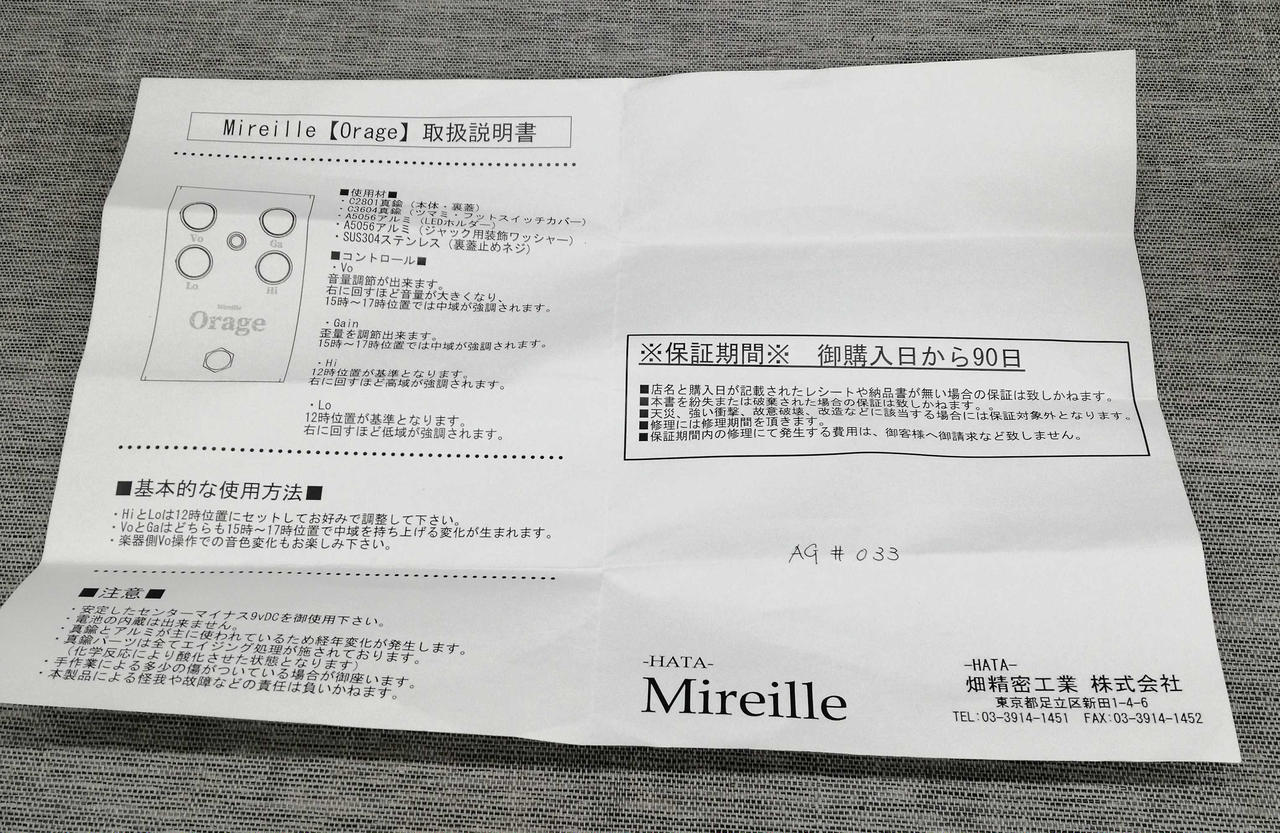 Mireille【Orage】取扱説明書
Vo
Ga
Lo
Hi
Mireille
Orage
■使用材■
・C2801真鍮（本体・裏蓋）
・C3604真鍮（ツマミ・フットスイッチカバー）
・A5056アルミ（LEDホルダー）
・A5056アルミ（ジャック用装飾ワッシャー）
・SUS304ステンレス（裏蓋止めネジ）
■コントロール■
・Vo
音量調節が出来ます。
右に回すほど音量が大きくなり、
15時～17時位置では中域が強調されます。
・Gain
歪量を調節出来ます。
15時～17時位置では中域が強調されます。
・Hi
12時位置が基準となります。
右に回すほど高域が強調されます。
・Lo
12時位置が基準となります。
右に回すほど低域が強調されます。
■基本的な使用方法■
・HiとLoは12時位置にセットしてお好みで調整して下さい。
・VoとGaはどちらも15時～17時位置で中域を持ち上げる変化が生まれます。
・楽器側Vo操作での音色変化もお楽しみ下さい。
■注意■
・安定したセンターマイナス9vDCを御使用下さい。
・電池の内蔵は出来ません。
・真鍮とアルミが主に使われているため経年変化が発生します。
・真鍮パーツは全てエイジング処理が施されております。
（化学反応により酸化させた状態となります）
・手作業による多少の傷がついている場合が御座います。
・本製品による怪我や故障などの責任は負いかねます。
※保証期間※　御購入日から90日
■店名と購入日が記載されたレシートや納品書が無い場合の保証は致しかねます。
■本書を紛失または破棄された場合の保証は致しかねます。。
■天災、強い衝撃、故意破壊、改造などに該当する場合には保証対象外となります。
■修理には修理期間を頂きます。
■保証期間内の修理にて発生する費用は、御客様へ御請求など致しません。
AG # 033
-HATA-
Mireille
-HATA-
畑精密工業 株式会社
東京都足立区新田1-4-6
TEL:03-3914-1451　FAX:03-3914-1452